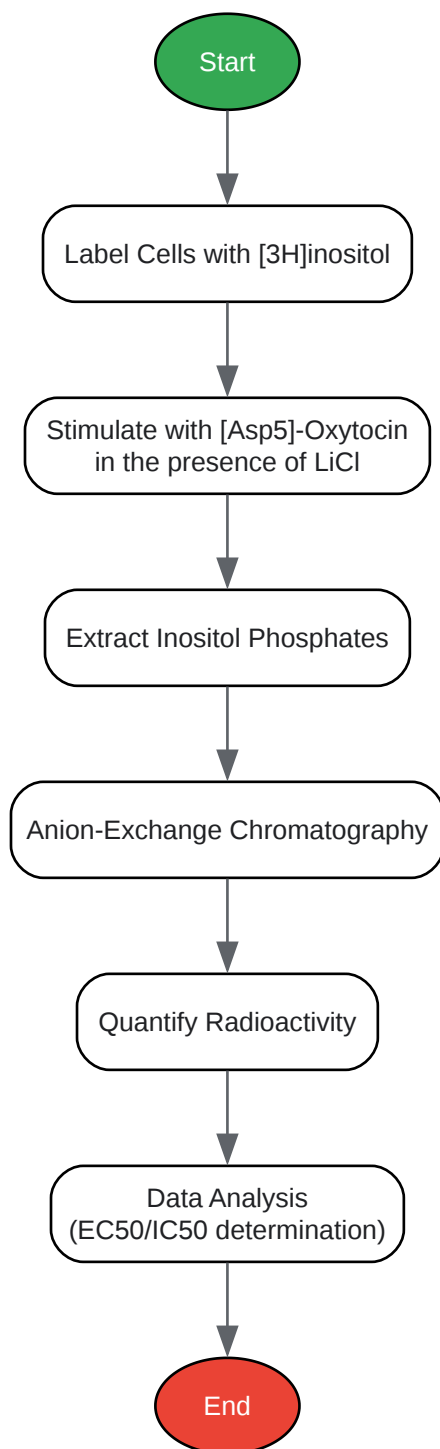 Start
Label Cells with [3H]inositol
Stimulate with [Asp5]-Oxytocin
in the presence of LiCl
Extract Inositol Phosphates
Anion-Exchange Chromatography
Quantify Radioactivity
Data Analysis
(EC50/IC50 determination)
End